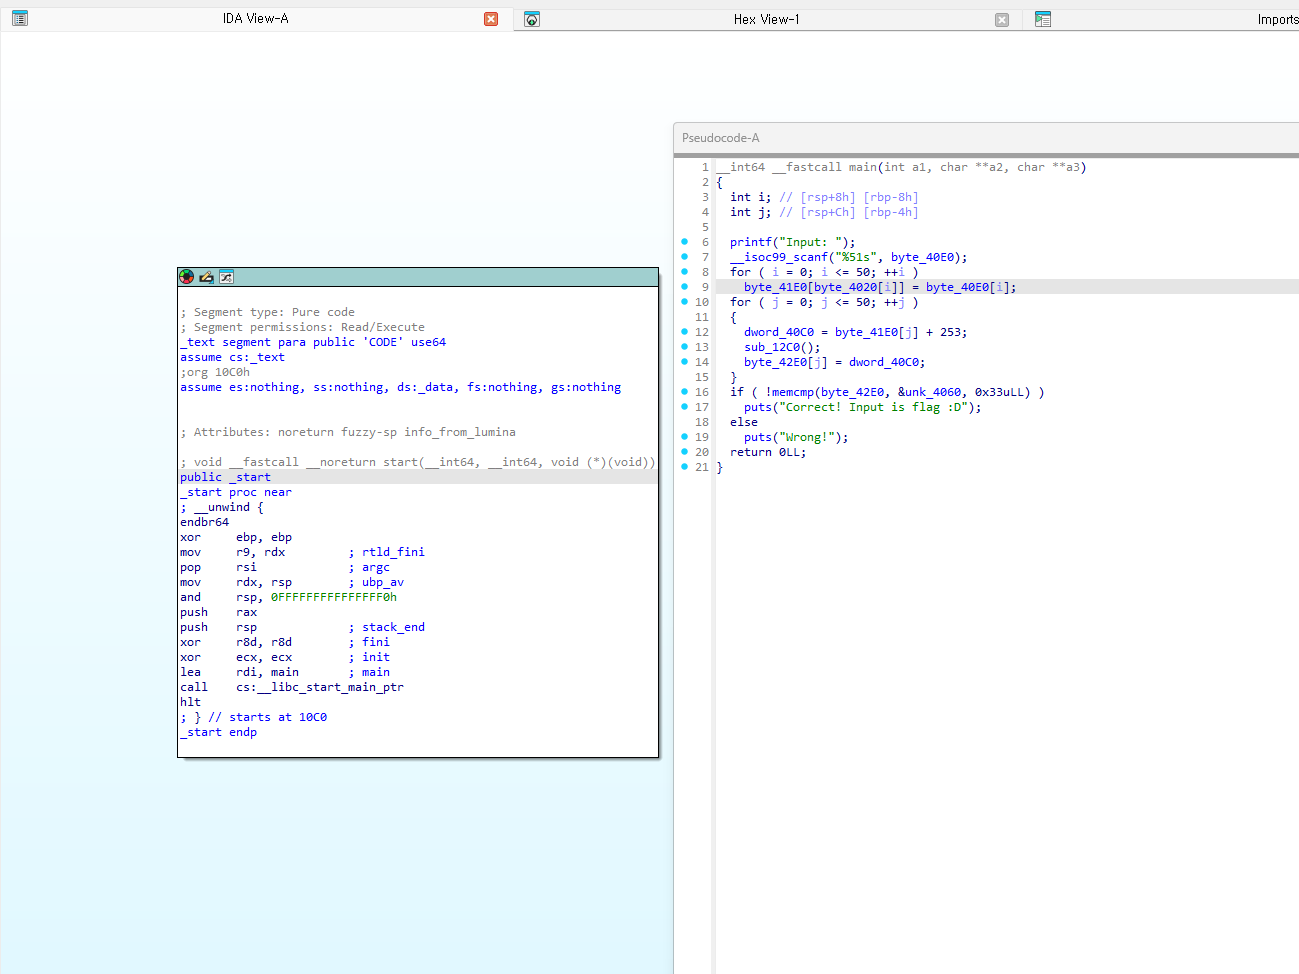 IDA View-A
Hex View-1
Imports
; Segment type: Pure code
; Segment permissions: Read/Execute
_text segment para public 'CODE' use64
assume cs:_text
;org 10C0h
assume es:nothing, ss:nothing, ds:_data, fs:nothing, gs:nothing
; Attributes: noreturn fuzzy-sp info_from_lumina
; void __fastcall __noreturn start(__int64, __int64, void (*)(void))
public _start
_start proc near
; __unwind {
endbr64
xor     ebp, ebp
mov     r9, rdx         ; rtld_fini
pop     rsi             ; argc
mov     rdx, rsp        ; ubp_av
and     rsp, 0FFFFFFFFFFFFFFF0h
push    rax
push    rsp             ; stack_end
xor     r8d, r8d        ; fini
xor     ecx, ecx        ; init
lea     rdi, main       ; main
call    cs:__libc_start_main_ptr
hlt
; } // starts at 10C0
_start endp
Pseudocode-A
1 __int64 __fastcall main(int a1, char **a2, char **a3)
2 {
3   int i; // [rsp+8h] [rbp-8h]
4   int j; // [rsp+Ch] [rbp-4h]
5
6   printf("Input: ");
7   __isoc99_scanf("%51s", byte_40E0);
8   for ( i = 0; i <= 50; ++i )
9     byte_41E0[byte_4020[i]] = byte_40E0[i];
10   for ( j = 0; j <= 50; ++j )
11   {
12     dword_40C0 = byte_41E0[j] + 253;
13     sub_12C0();
14     byte_42E0[j] = dword_40C0;
15   }
16   if ( !memcmp(byte_42E0, &unk_4060, 0x33uLL) )
17     puts("Correct! Input is flag :D");
18   else
19     puts("Wrong!");
20   return 0LL;
21 }